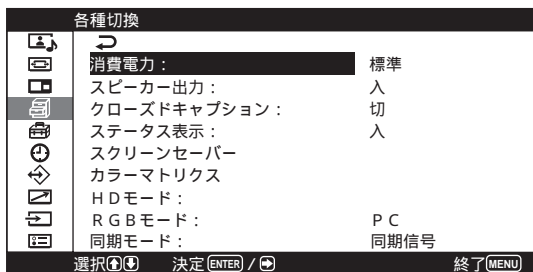 各種切換
消費電力： 標準
スピーカー出力： 入
クローズドキャプション： 切
ステータス表示： 入
スクリーンセーバー
カラーマトリクス
ＨＤモード：
ＲＧＢモード： ＰＣ
同期モード： 同期信号
選択 決定 ENTER / 終了 MENU